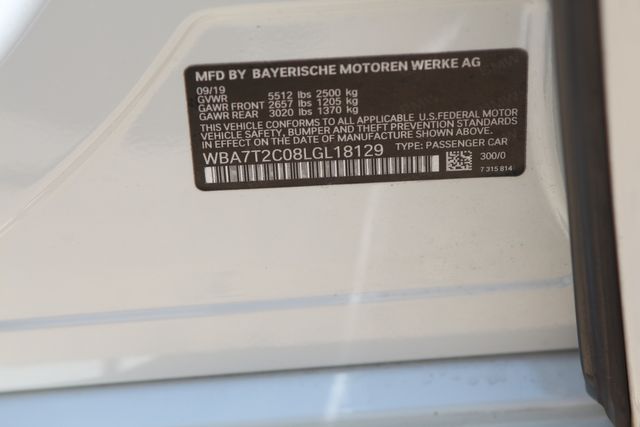 MFD BY BAYERISCHE MOTOREN WERKE AG
09/19
GVWR 5512 lbs 2500 kg
GAWR FRONT 2657 lbs 1205 kg
GAWR REAR 3020 lbs 1370 kg
THIS VEHICLE CONFORMS TO ALL APPLICABLE U.S.FEDERAL MOTOR
VEHICLE SAFETY, BUMPER AND THEFT PREVENTION STANDARDS
IN EFFECT ON THE DATE OF MANUFACTURE SHOWN ABOVE.
WBA7T2C08LGL18129 TYPE: PASSENGER CAR
300/0
7 315 814